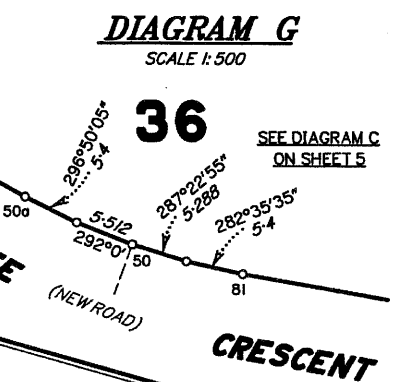 DIAGRAM G
SCALE 1:500
36
SEE DIAGRAM C
ON SHEET 5
296°50'05"
5·4
287°22'55"
5·288
282°35'35"
5·4
50a
5·512
292°0'
50
81
(NEW ROAD)
CRESCENT